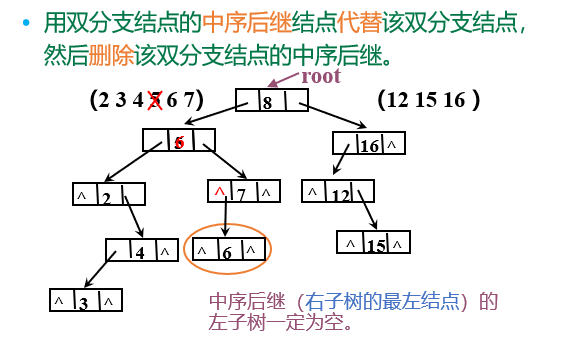 • 用双分支结点的中序后继结点代替该双分支结点，
然后删除该双分支结点的中序后继。
root
(2 3 4 5 6 7)
8
(12 15 16 )
6
16 ^
^ 2
^ 7 ^
^ 12
4 ^
^ 6 ^
^ 15 ^
^ 3 ^
中序后继（右子树的最左结点）的
左子树一定为空。